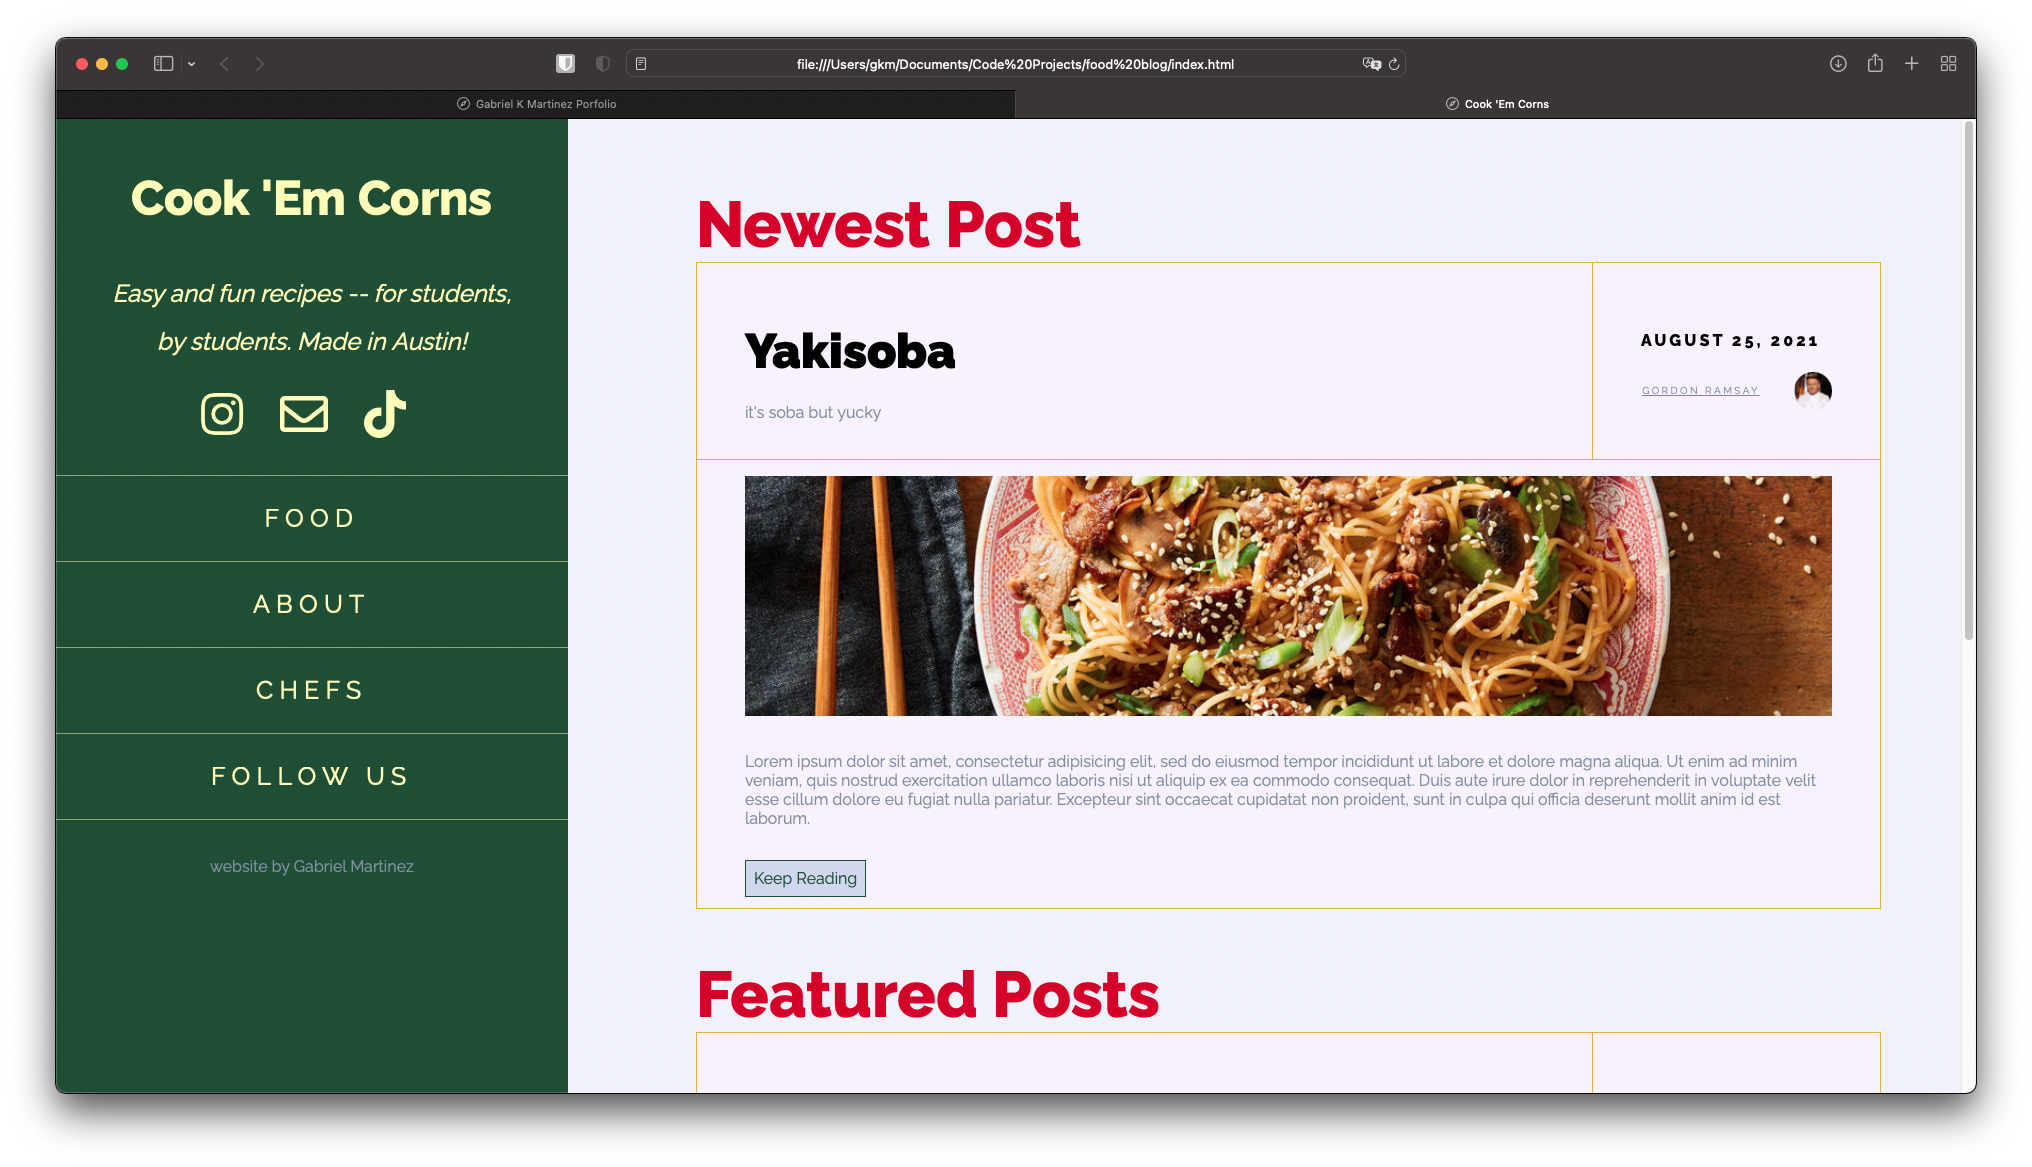 file:///Users/gkm/Documents/Code%20Projects/food%20blog/index.html
Gabriel K Martinez Porfolio
Cook 'Em Corns
Cook 'Em Corns
Easy and fun recipes -- for students,
by students. Made in Austin!
FOOD
ABOUT
CHEFS
FOLLOW US
website by Gabriel Martinez
Newest Post
Yakisoba
it's soba but yucky
AUGUST 25, 2021
GORDON RAMSAY
Lorem ipsum dolor sit amet, consectetur adipisicing elit, sed do eiusmod tempor incididunt ut labore et dolore magna aliqua. Ut enim ad minim
veniam, quis nostrud exercitation ullamco laboris nisi ut aliquip ex ea commodo consequat. Duis aute irure dolor in reprehenderit in voluptate velit
esse cillum dolore eu fugiat nulla pariatur. Excepteur sint occaecat cupidatat non proident, sunt in culpa qui officia deserunt mollit anim id est
laborum.
Keep Reading
Featured Posts